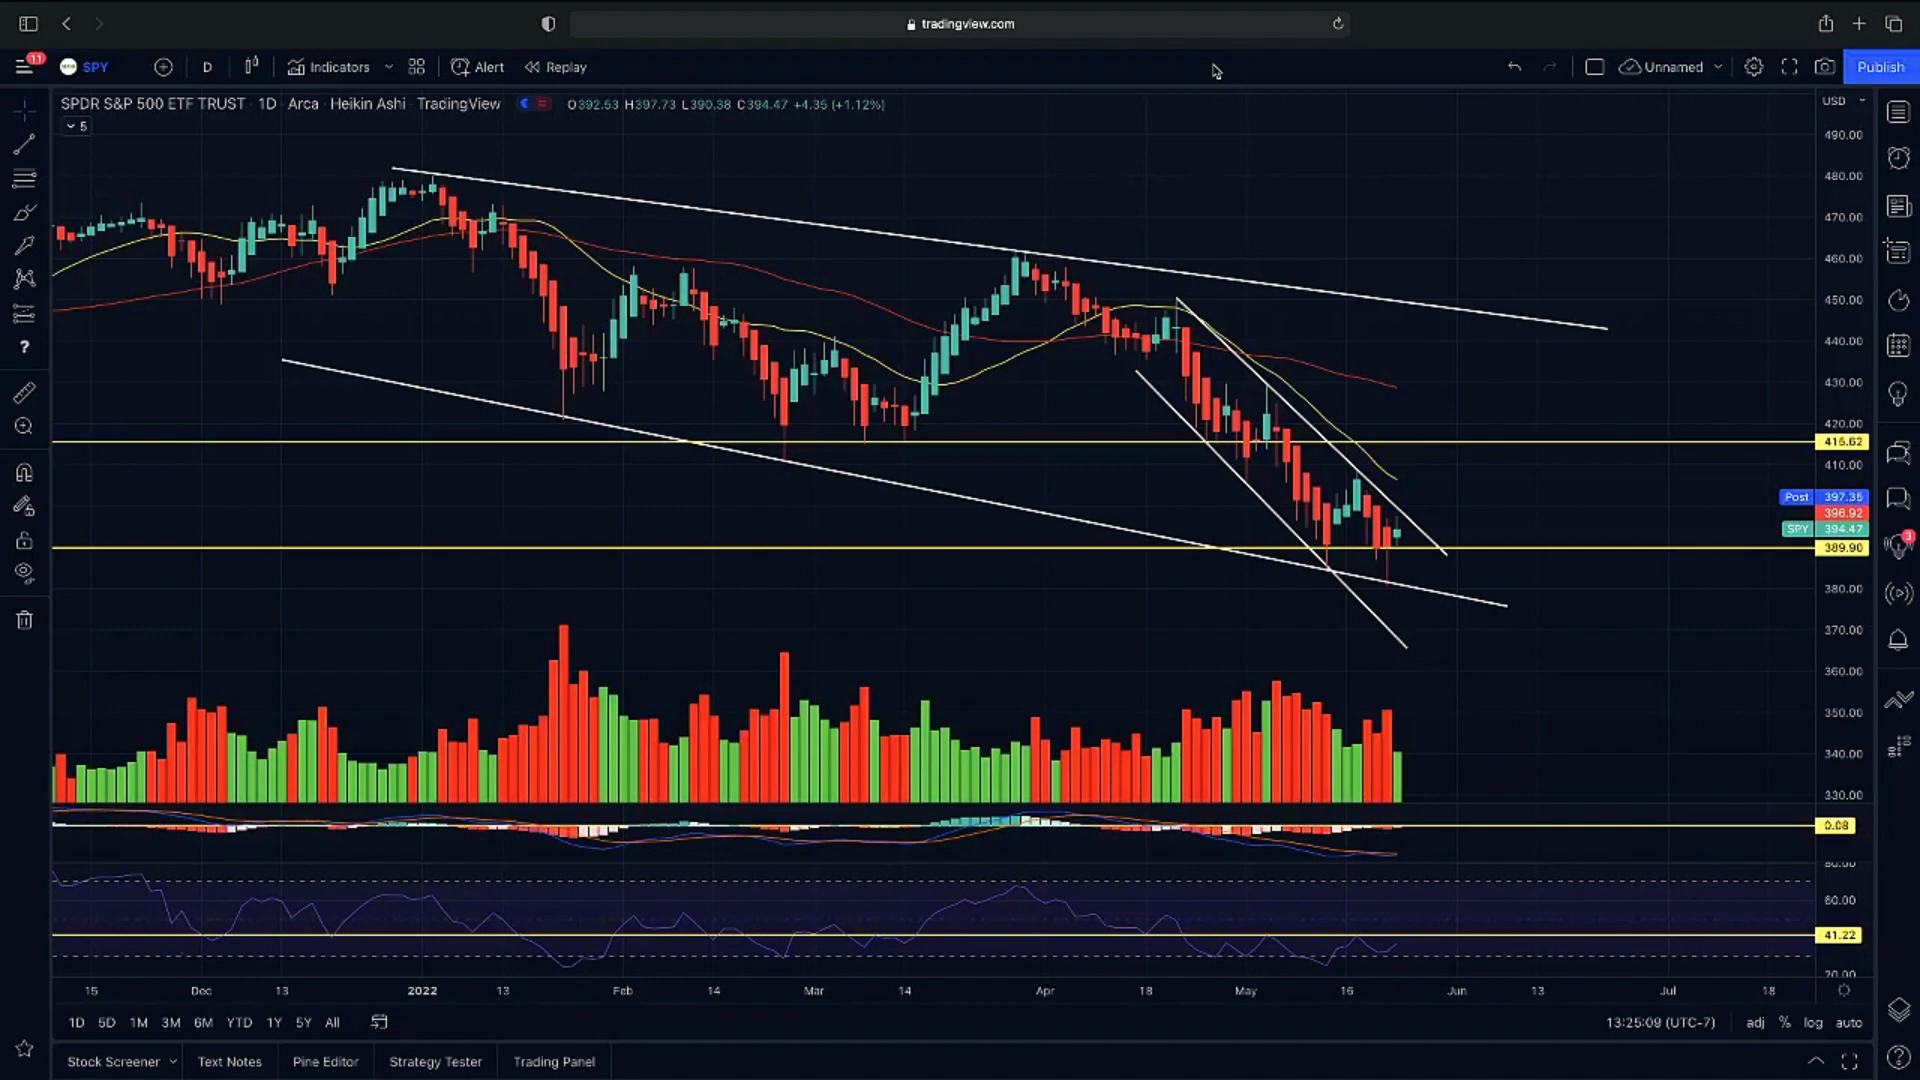 tradingview.com
11
SPY
D
Indicators
Alert
Replay
Unnamed
Publish
SPDR S&P 500 ETF TRUST · 1D · Arca · Heikin Ashi · TradingView
O392.53 H397.73 L390.38 C394.47 +4.35 (+1.12%)
5
USD
490.00
480.00
470.00
460.00
450.00
440.00
430.00
420.00
415.62
410.00
Post 397.35
396.92
SPY 394.47
389.90
380.00
370.00
360.00
350.00
340.00
330.00
0.08
80.00
60.00
41.22
3
15 Dec 13 2022 13 Feb 14 Mar 14 Apr 18 May 16 Jun 13 Jul 18
1D 5D 1M 3M 6M YTD 1Y 5Y All
13:25:09 (UTC-7)
adj % log auto
Stock Screener
Text Notes
Pine Editor
Strategy Tester
Trading Panel